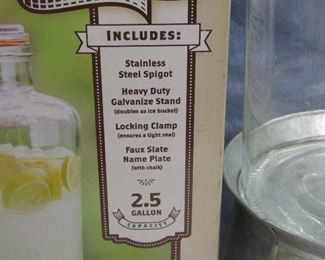 INCLUDES:
Stainless
Steel Spigot
Heavy Duty
Galvanize Stand
(doubles as ice bucket)
Locking Clamp
(ensures a tight seal)
Faux Slate
Name Plate
(with chalk)
2.5
GALLON
CAPACITY